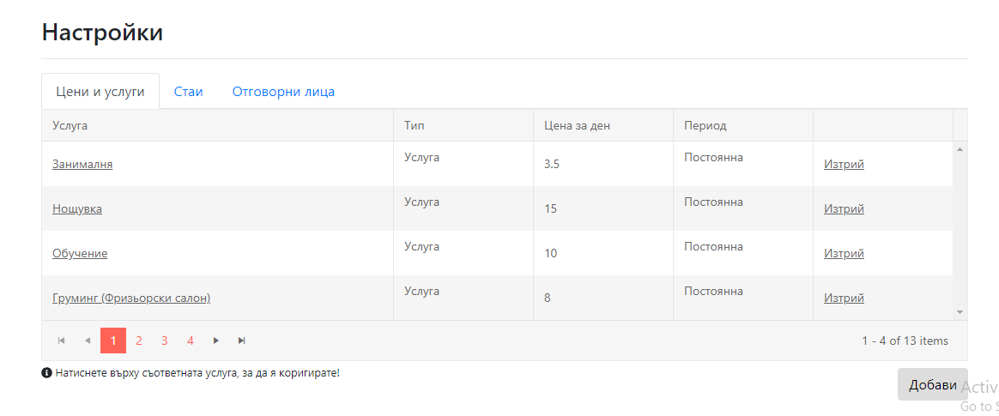 Настройки
Цени и услуги Стаи Отговорни лица
Услуга Тип Цена за ден Период
Занималня Услуга 3.5 Постоянна Изтрий
Нощувка Услуга 15 Постоянна Изтрий
Обучение Услуга 10 Постоянна Изтрий
Груминг (Фризьорски салон) Услуга 8 Постоянна Изтрий
1 2 3 4 1 - 4 of 13 items
Натиснете върху съответната услуга, за да я коригирате!
Добави
Activ
Go to S